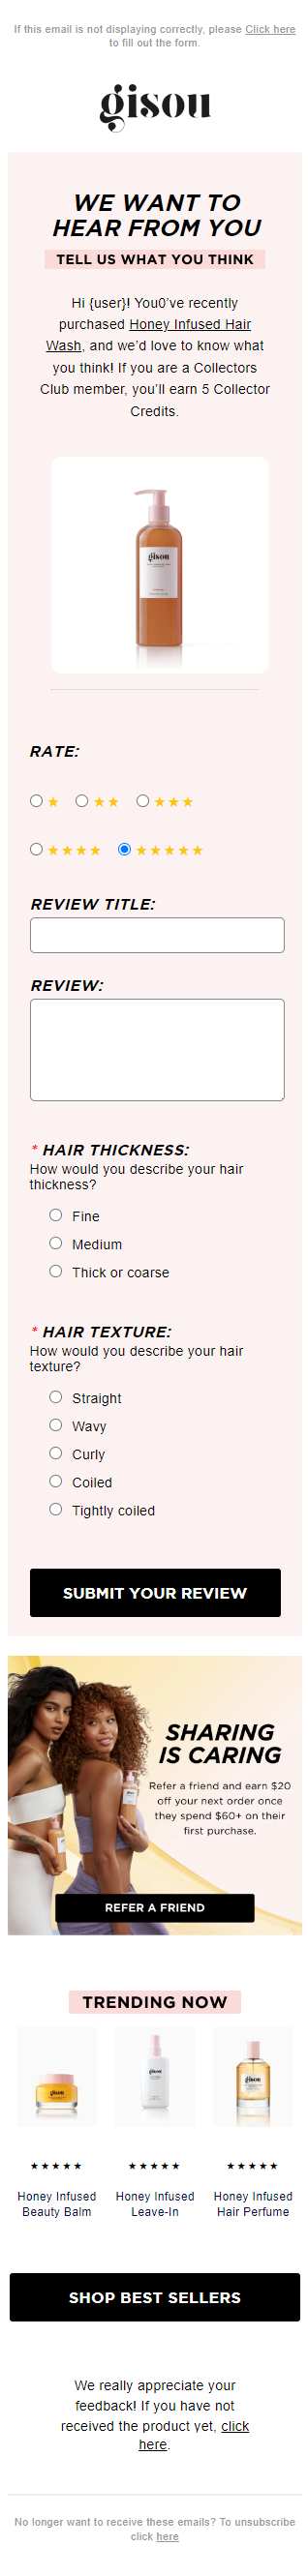 If this email is not displaying correctly, please Click here
to fill out the form.
gisou
WE WANT TO
HEAR FROM YOU
TELL US WHAT YOU THINK
Hi {user}! You0've recently
purchased Honey Infused Hair
Wash, and we'd love to know what
you think! If you are a Collectors
Club member, you'll earn 5 Collector
Credits.
gisou
RATE:
★ ★★ ★★★
★★★★ ★★★★★
REVIEW TITLE:
REVIEW:
* HAIR THICKNESS:
How would you describe your hair
thickness?
Fine
Medium
Thick or coarse
* HAIR TEXTURE:
How would you describe your hair
texture?
Straight
Wavy
Curly
Coiled
Tightly coiled
SUBMIT YOUR REVIEW
SHARING
IS CARING
Refer a friend and earn $20
off your next order once
they spend $60+ on their
first purchase.
REFER A FRIEND
TRENDING NOW
gisou gisou gisou
★★★★★ ★★★★★ ★★★★★
Honey Infused Honey Infused Honey Infused
Beauty Balm Leave-In Hair Perfume
SHOP BEST SELLERS
We really appreciate your
feedback! If you have not
received the product yet, click
here.
No longer want to receive these emails? To unsubscribe
click here